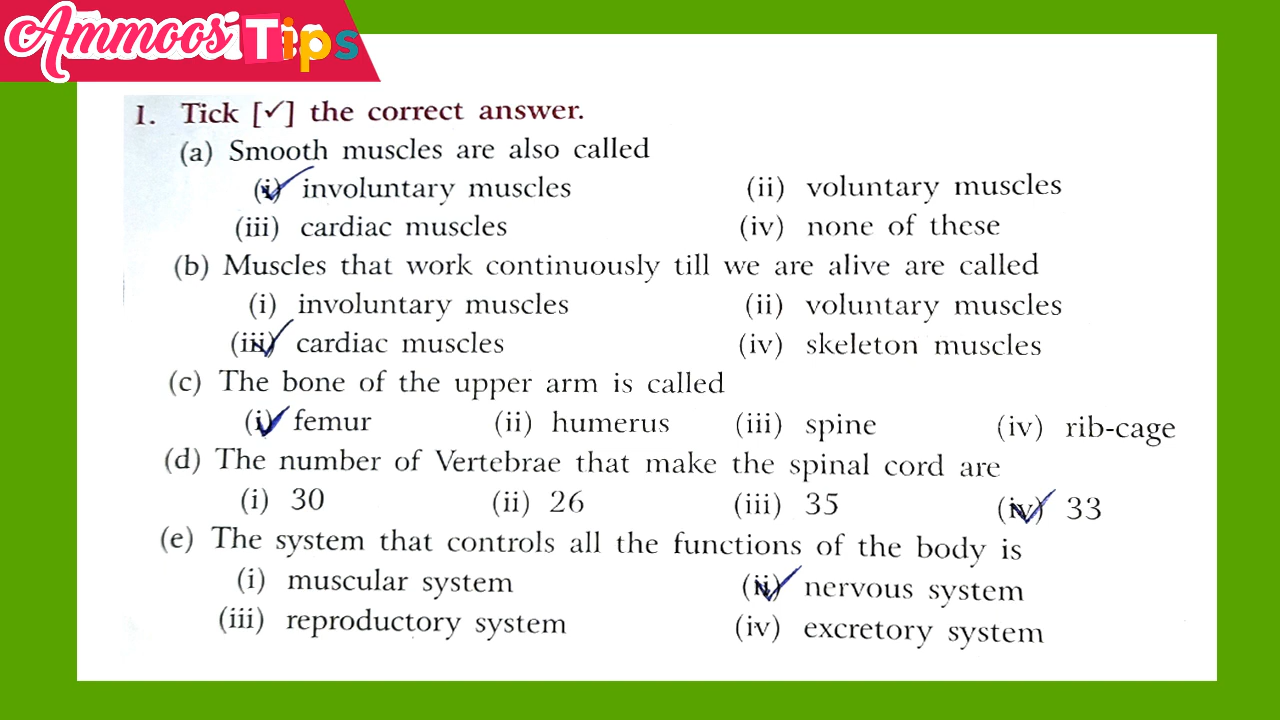 Ammoos Tips
I. Tick [✓] the correct answer.
(a) Smooth muscles are also called
(i) involuntary muscles (ii) voluntary muscles
(iii) cardiac muscles (iv) none of these
(b) Muscles that work continuously till we are alive are called
(i) involuntary muscles (ii) voluntary muscles
(iii) cardiac muscles (iv) skeleton muscles
(c) The bone of the upper arm is called
(i) femur (ii) humerus (iii) spine (iv) rib-cage
(d) The number of Vertebrae that make the spinal cord are
(i) 30 (ii) 26 (iii) 35 (iv) 33
(e) The system that controls all the functions of the body is
(i) muscular system (ii) nervous system
(iii) reproductory system (iv) excretory system